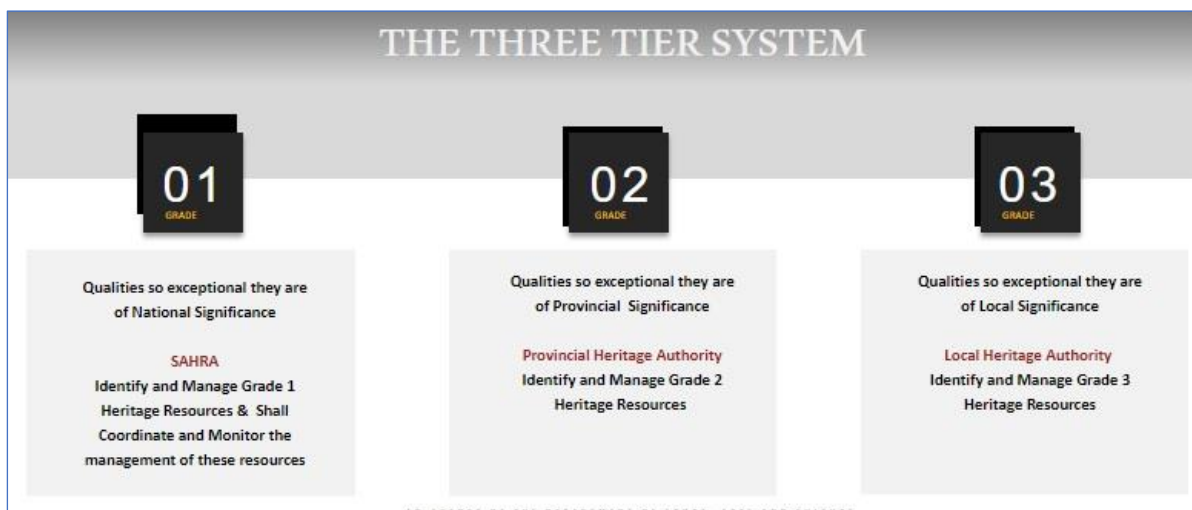 THE THREE TIER SYSTEM
01
GRADE
Qualities so exceptional they are
of National Significance
SAHRA
Identify and Manage Grade 1
Heritage Resources & Shall
Coordinate and Monitor the
management of these resources
02
GRADE
Qualities so exceptional they are
of Provincial Significance
Provincial Heritage Authority
Identify and Manage Grade 2
Heritage Resources
03
GRADE
Qualities so exceptional they are
of Local Significance
Local Heritage Authority
Identify and Manage Grade 3
Heritage Resources